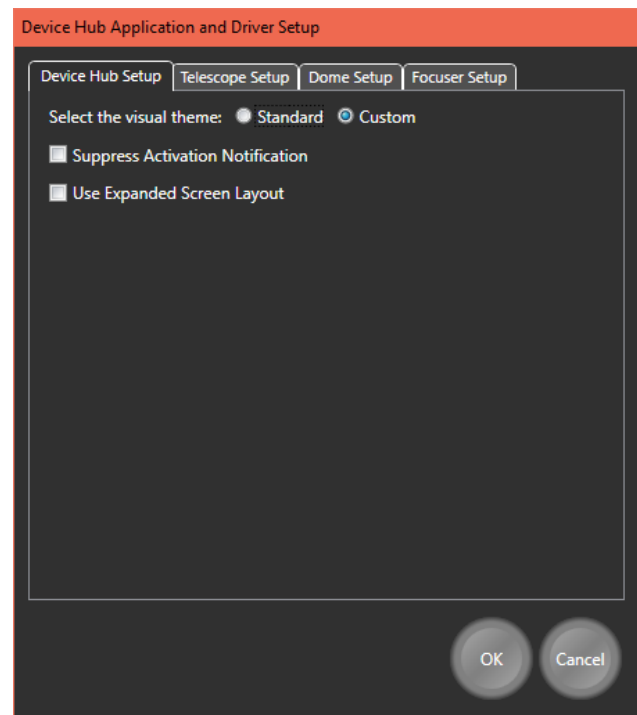 Device Hub Application and Driver Setup
Device Hub Setup Telescope Setup Dome Setup Focuser Setup
Select the visual theme: Standard Custom
Suppress Activation Notification
Use Expanded Screen Layout
OK Cancel